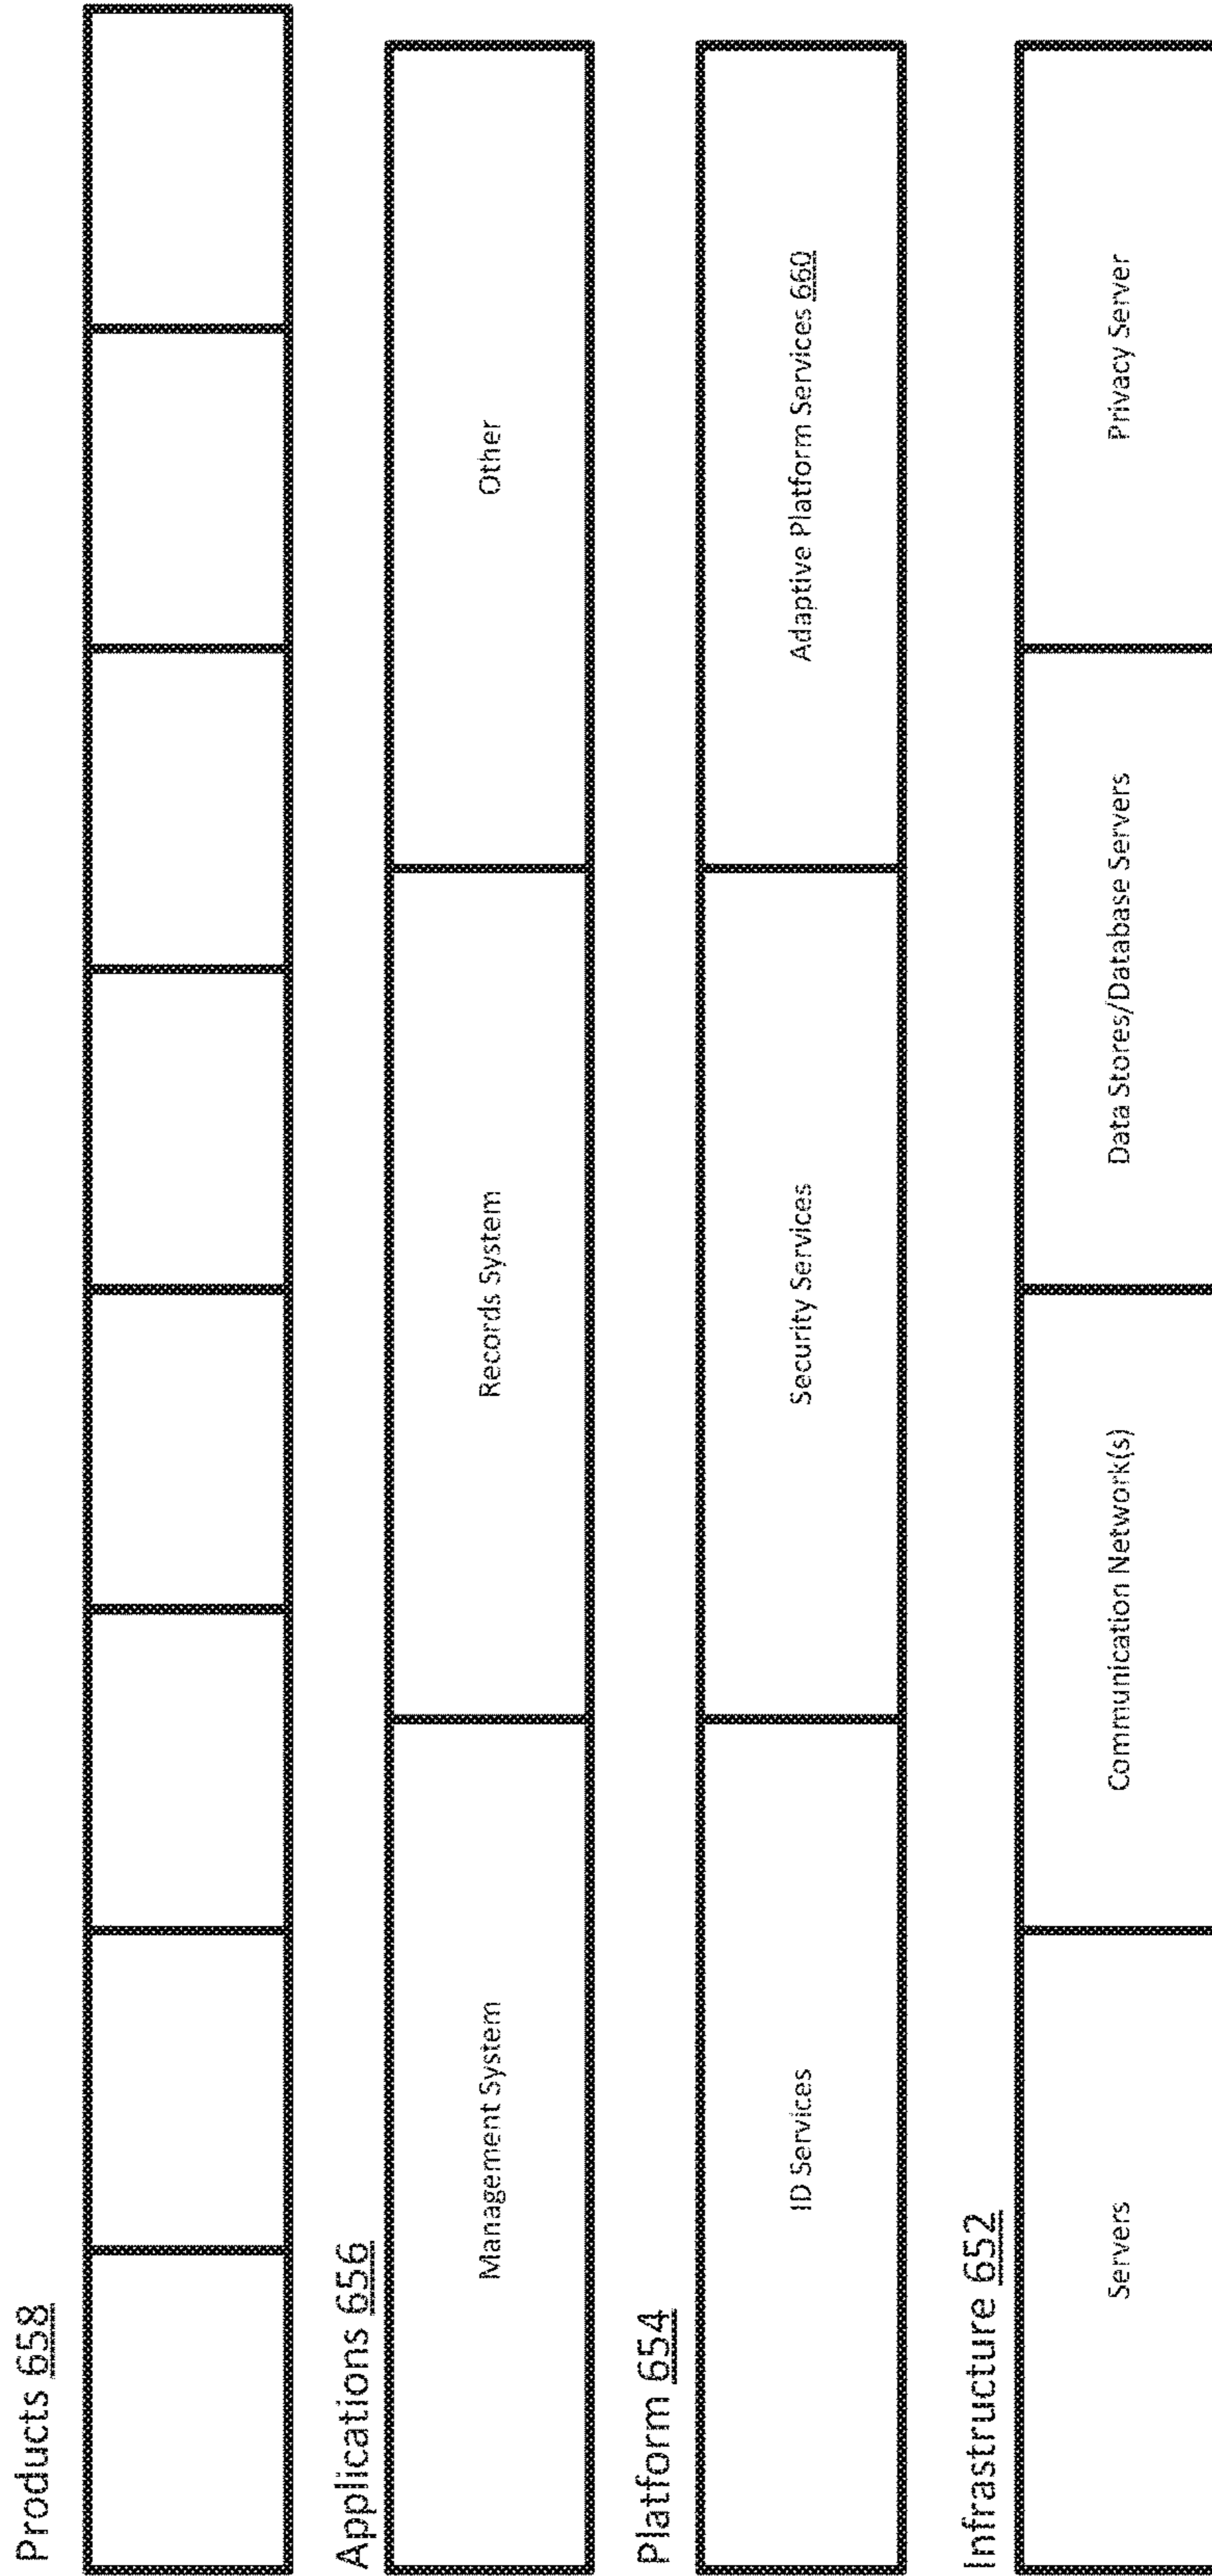 Products 658
Applications 656
Management System
Records System
Other
Platform 654
ID Services
Security Services
Adaptive Platform Services 660
Infrastructure 652
Servers
Communication Network(s)
Data Stores/Database Servers
Privacy Server